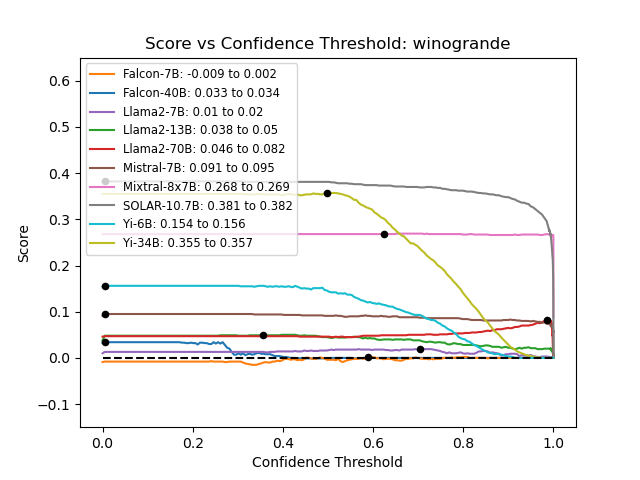 Score vs Confidence Threshold: winogrande
Falcon-7B: -0.009 to 0.002
Falcon-40B: 0.033 to 0.034
Llama2-7B: 0.01 to 0.02
Llama2-13B: 0.038 to 0.05
Llama2-70B: 0.046 to 0.082
Mistral-7B: 0.091 to 0.095
Mixtral-8x7B: 0.268 to 0.269
SOLAR-10.7B: 0.381 to 0.382
Yi-6B: 0.154 to 0.156
Yi-34B: 0.355 to 0.357
Score
0.6
0.5
0.4
0.3
0.2
0.1
0.0
−0.1
0.0 0.2 0.4 0.6 0.8 1.0
Confidence Threshold